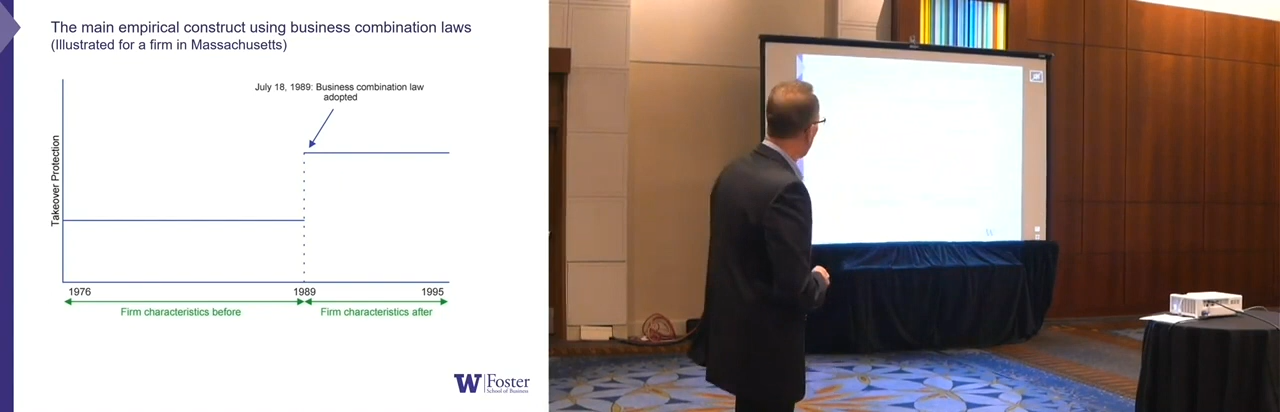 The main empirical construct using business combination laws
(Illustrated for a firm in Massachusetts)
July 18, 1989: Business combination law
adopted
Takeover Protection
1976
1989
1995
Firm characteristics before
Firm characteristics after
W Foster
School of Business
W